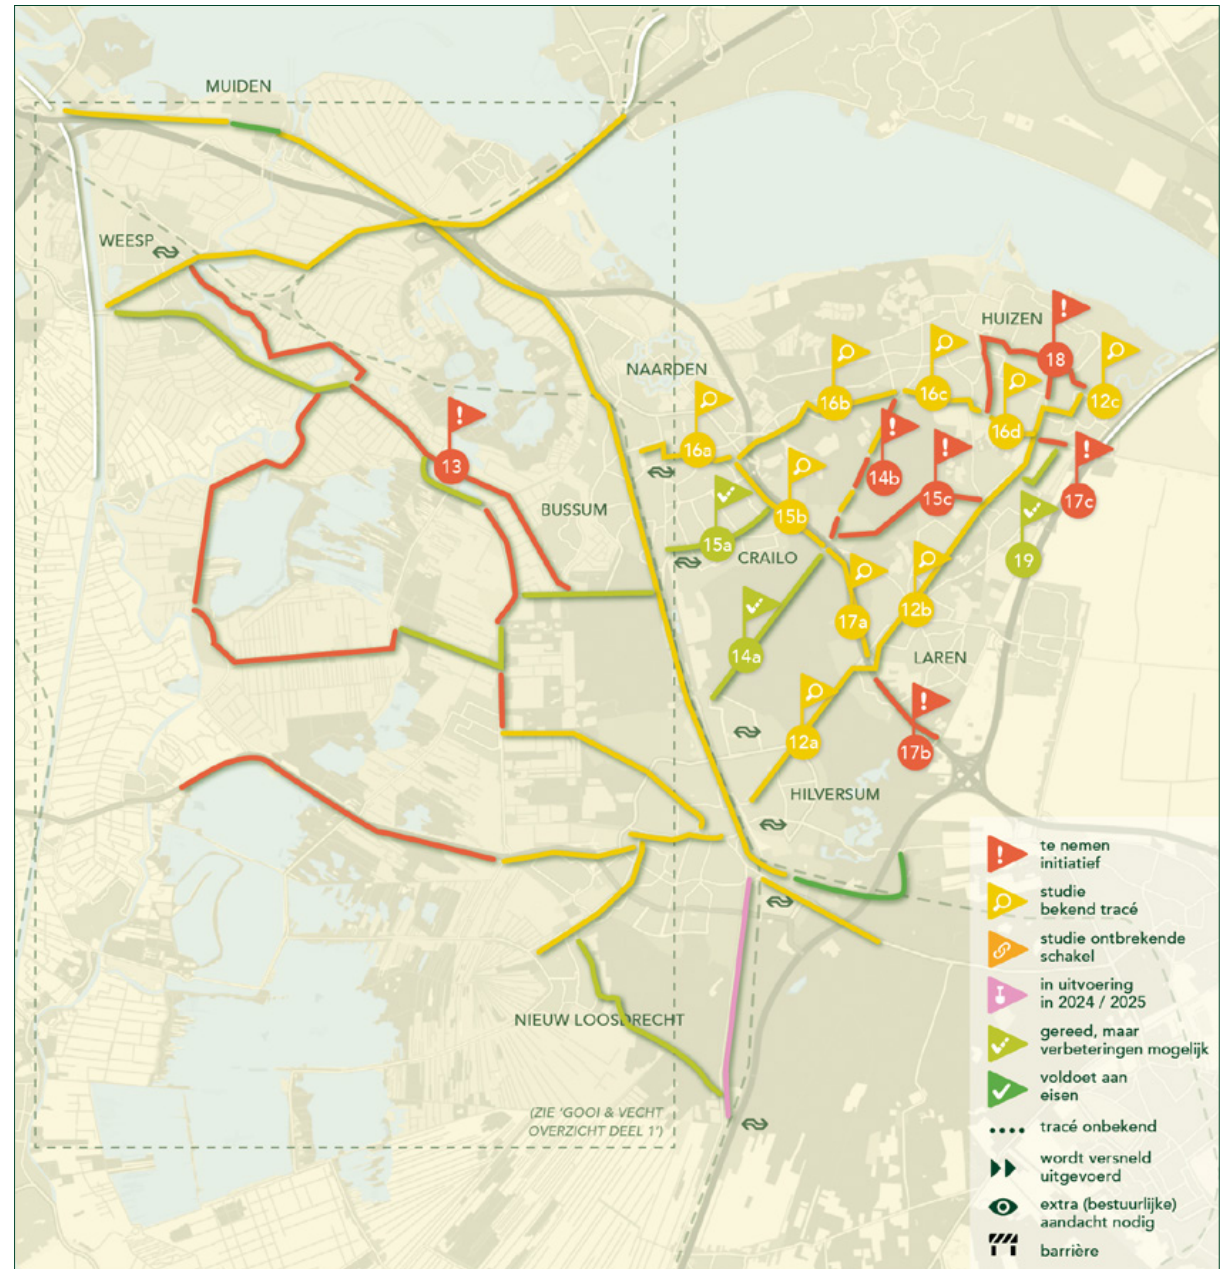 MUIDEN
WEESP
HUIZEN
18
NAARDEN
16b
16c
12c
16d
16a
14b
13
15c
17c
BUSSUM
15b
15a
CRAILO
19
17a
12b
14a
LAREN
12a
17b
HILVERSUM
NIEUW LOOSDRECHT
(ZIE 'GOOI & VECHT
OVERZICHT DEEL 1')
te nemen
initiatief
studie
bekend tracé
studie ontbrekende
schakel
in uitvoering
in 2024 / 2025
gereed, maar
verbeteringen mogelijk
voldoet aan
eisen
tracé onbekend
wordt versneld
uitgevoerd
extra (bestuurlijke)
aandacht nodig
barrière